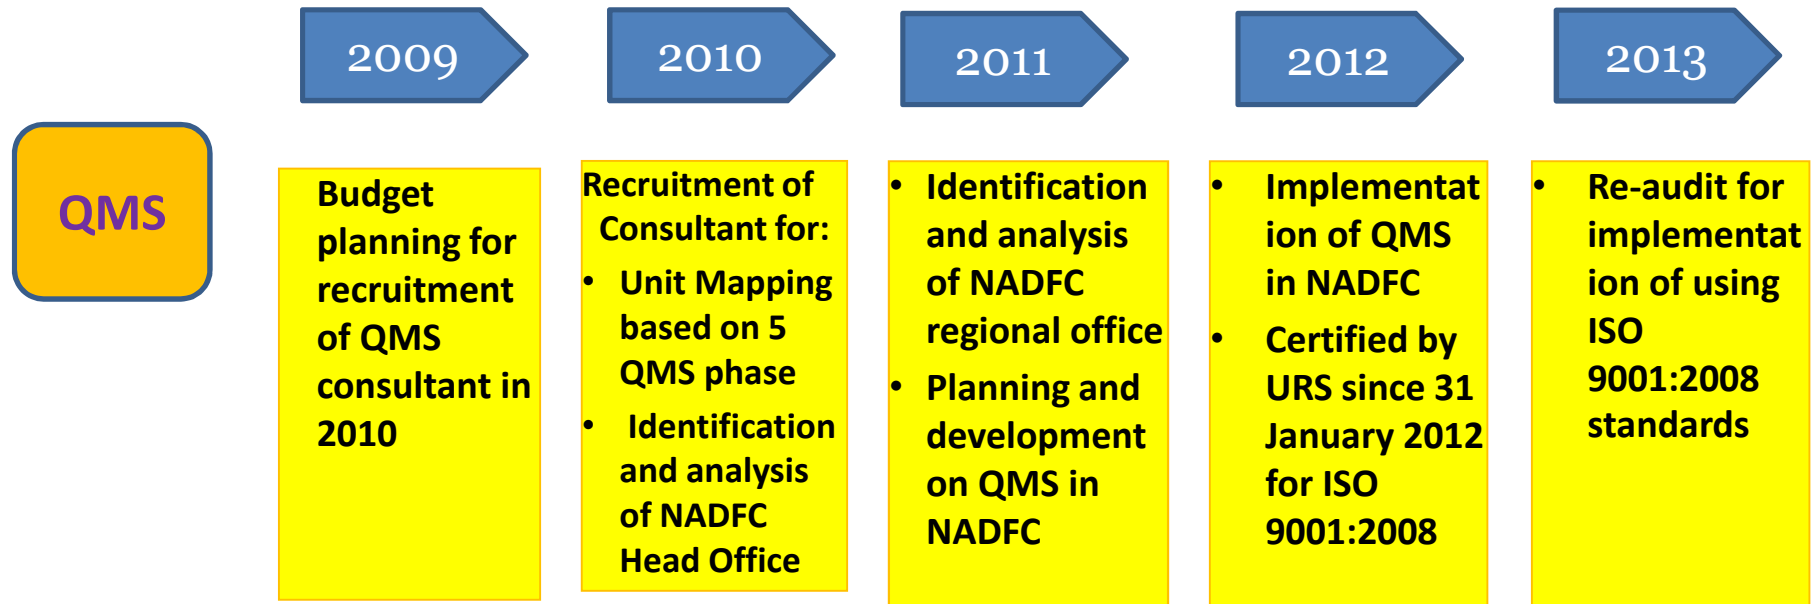 2009
2010
2011
2012
2013
QMS
Budget
planning for
recruitment
of QMS
consultant in
2010
Recruitment of
Consultant for:
• Unit Mapping
based on 5
QMS phase
• Identification
and analysis
of NADFC
Head Office
• Identification
and analysis
of NADFC
regional office
• Planning and
development
on QMS in
NADFC
• Implementat
ion of QMS
in NADFC
• Certified by
URS since 31
January 2012
for ISO
9001:2008
• Re-audit for
implementat
ion of using
ISO
9001:2008
standards